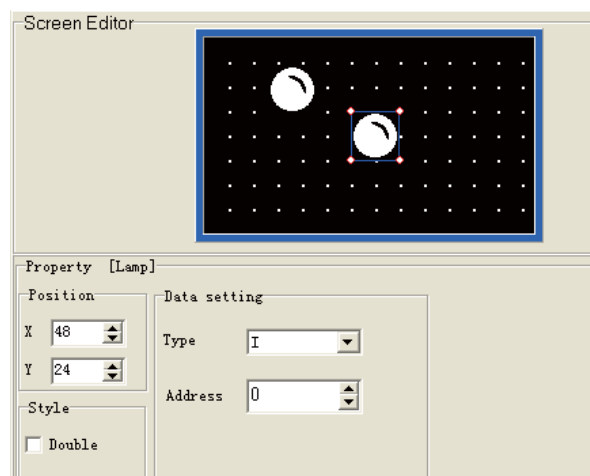 Screen Editor
Property [Lamp]
Position
Data setting
X 48
Type I
Y 24
Address 0
Style
Double